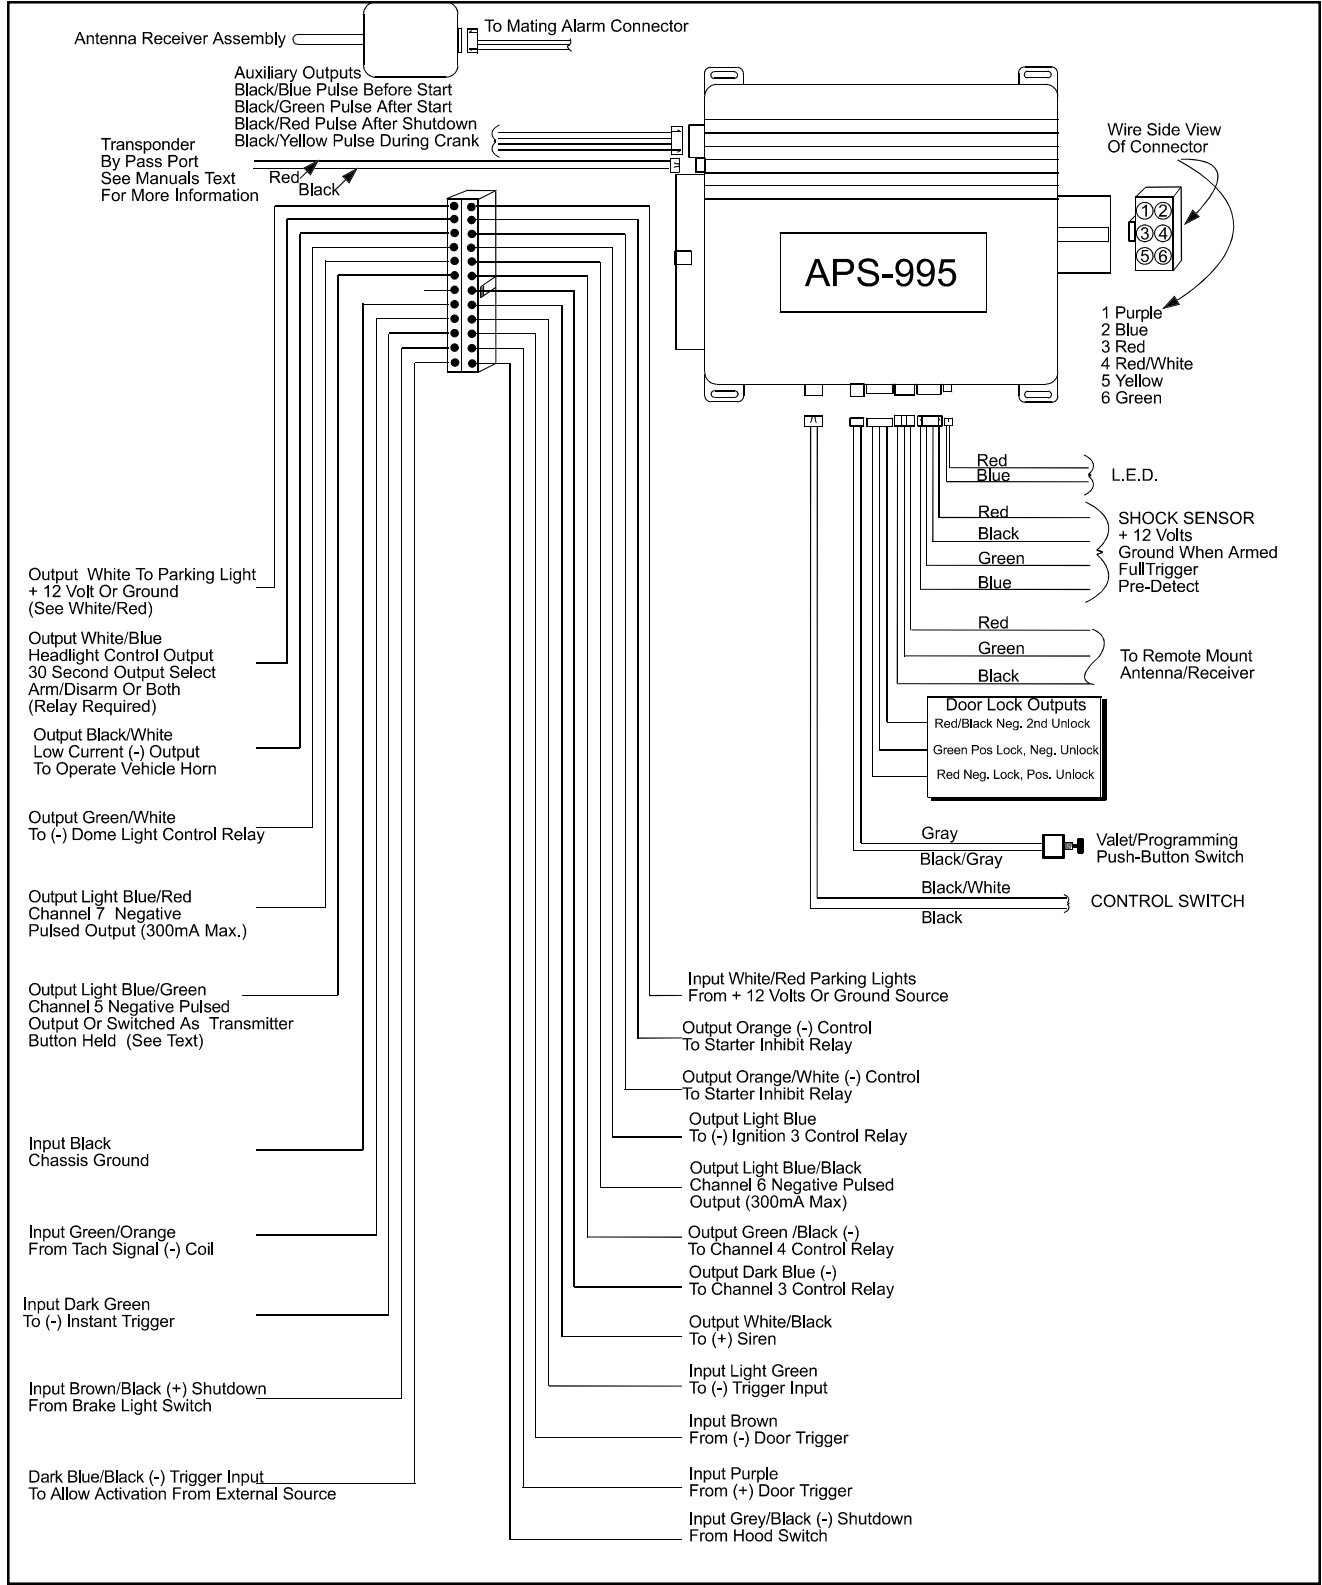 Antenna Receiver Assembly
To Mating Alarm Connector
Auxiliary Outputs
Black/Blue Pulse Before Start
Black/Green Pulse After Start
Black/Red Pulse After Shutdown
Black/Yellow Pulse During Crank
Transponder
By Pass Port
See Manuals Text
For More Information
Red
Black
APS-995
Wire Side View
Of Connector
1 2
3 4
5 6
1 Purple
2 Blue
3 Red
4 Red/White
5 Yellow
6 Green
Red
Blue
L.E.D.
Red
Black
Green
Blue
SHOCK SENSOR
+ 12 Volts
Ground When Armed
FullTrigger
Pre-Detect
Red
Green
Black
To Remote Mount
Antenna/Receiver
Door Lock Outputs
Red/Black Neg. 2nd Unlock
Green Pos Lock, Neg. Unlock
Red Neg. Lock, Pos. Unlock
Gray
Black/Gray
Valet/Programming
Push-Button Switch
Black/White
Black
CONTROL SWITCH
Output White To Parking Light
+ 12 Volt Or Ground
(See White/Red)
Output White/Blue
Headlight Control Output
30 Second Output Select
Arm/Disarm Or Both
(Relay Required)
Output Black/White
Low Current (-) Output
To Operate Vehicle Horn
Output Green/White
To (-) Dome Light Control Relay
Output Light Blue/Red
Channel 7 Negative
Pulsed Output (300mA Max.)
Output Light Blue/Green
Channel 5 Negative Pulsed
Output Or Switched As Transmitter
Button Held (See Text)
Input Black
Chassis Ground
Input Green/Orange
From Tach Signal (-) Coil
Input Dark Green
To (-) Instant Trigger
Input Brown/Black (+) Shutdown
From Brake Light Switch
Dark Blue/Black (-) Trigger Input
To Allow Activation From External Source
Input White/Red Parking Lights
From + 12 Volts Or Ground Source
Output Orange (-) Control
To Starter Inhibit Relay
Output Orange/White (-) Control
To Starter Inhibit Relay
Output Light Blue
To (-) Ignition 3 Control Relay
Output Light Blue/Black
Channel 6 Negative Pulsed
Output (300mA Max)
Output Green /Black (-)
To Channel 4 Control Relay
Output Dark Blue (-)
To Channel 3 Control Relay
Output White/Black
To (+) Siren
Input Light Green
To (-) Trigger Input
Input Brown
From (-) Door Trigger
Input Purple
From (+) Door Trigger
Input Grey/Black (-) Shutdown
From Hood Switch